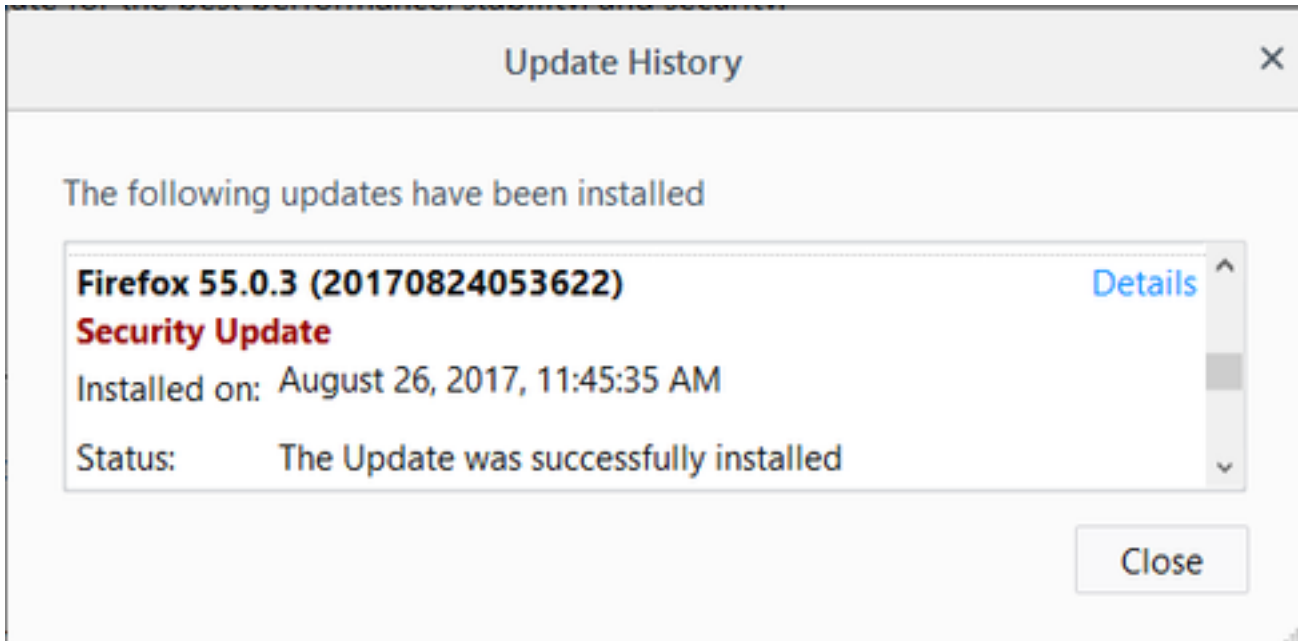 Update History
The following updates have been installed
Firefox 55.0.3 (20170824053622) Details
Security Update
Installed on: August 26, 2017, 11:45:35 AM
Status: The Update was successfully installed
Close